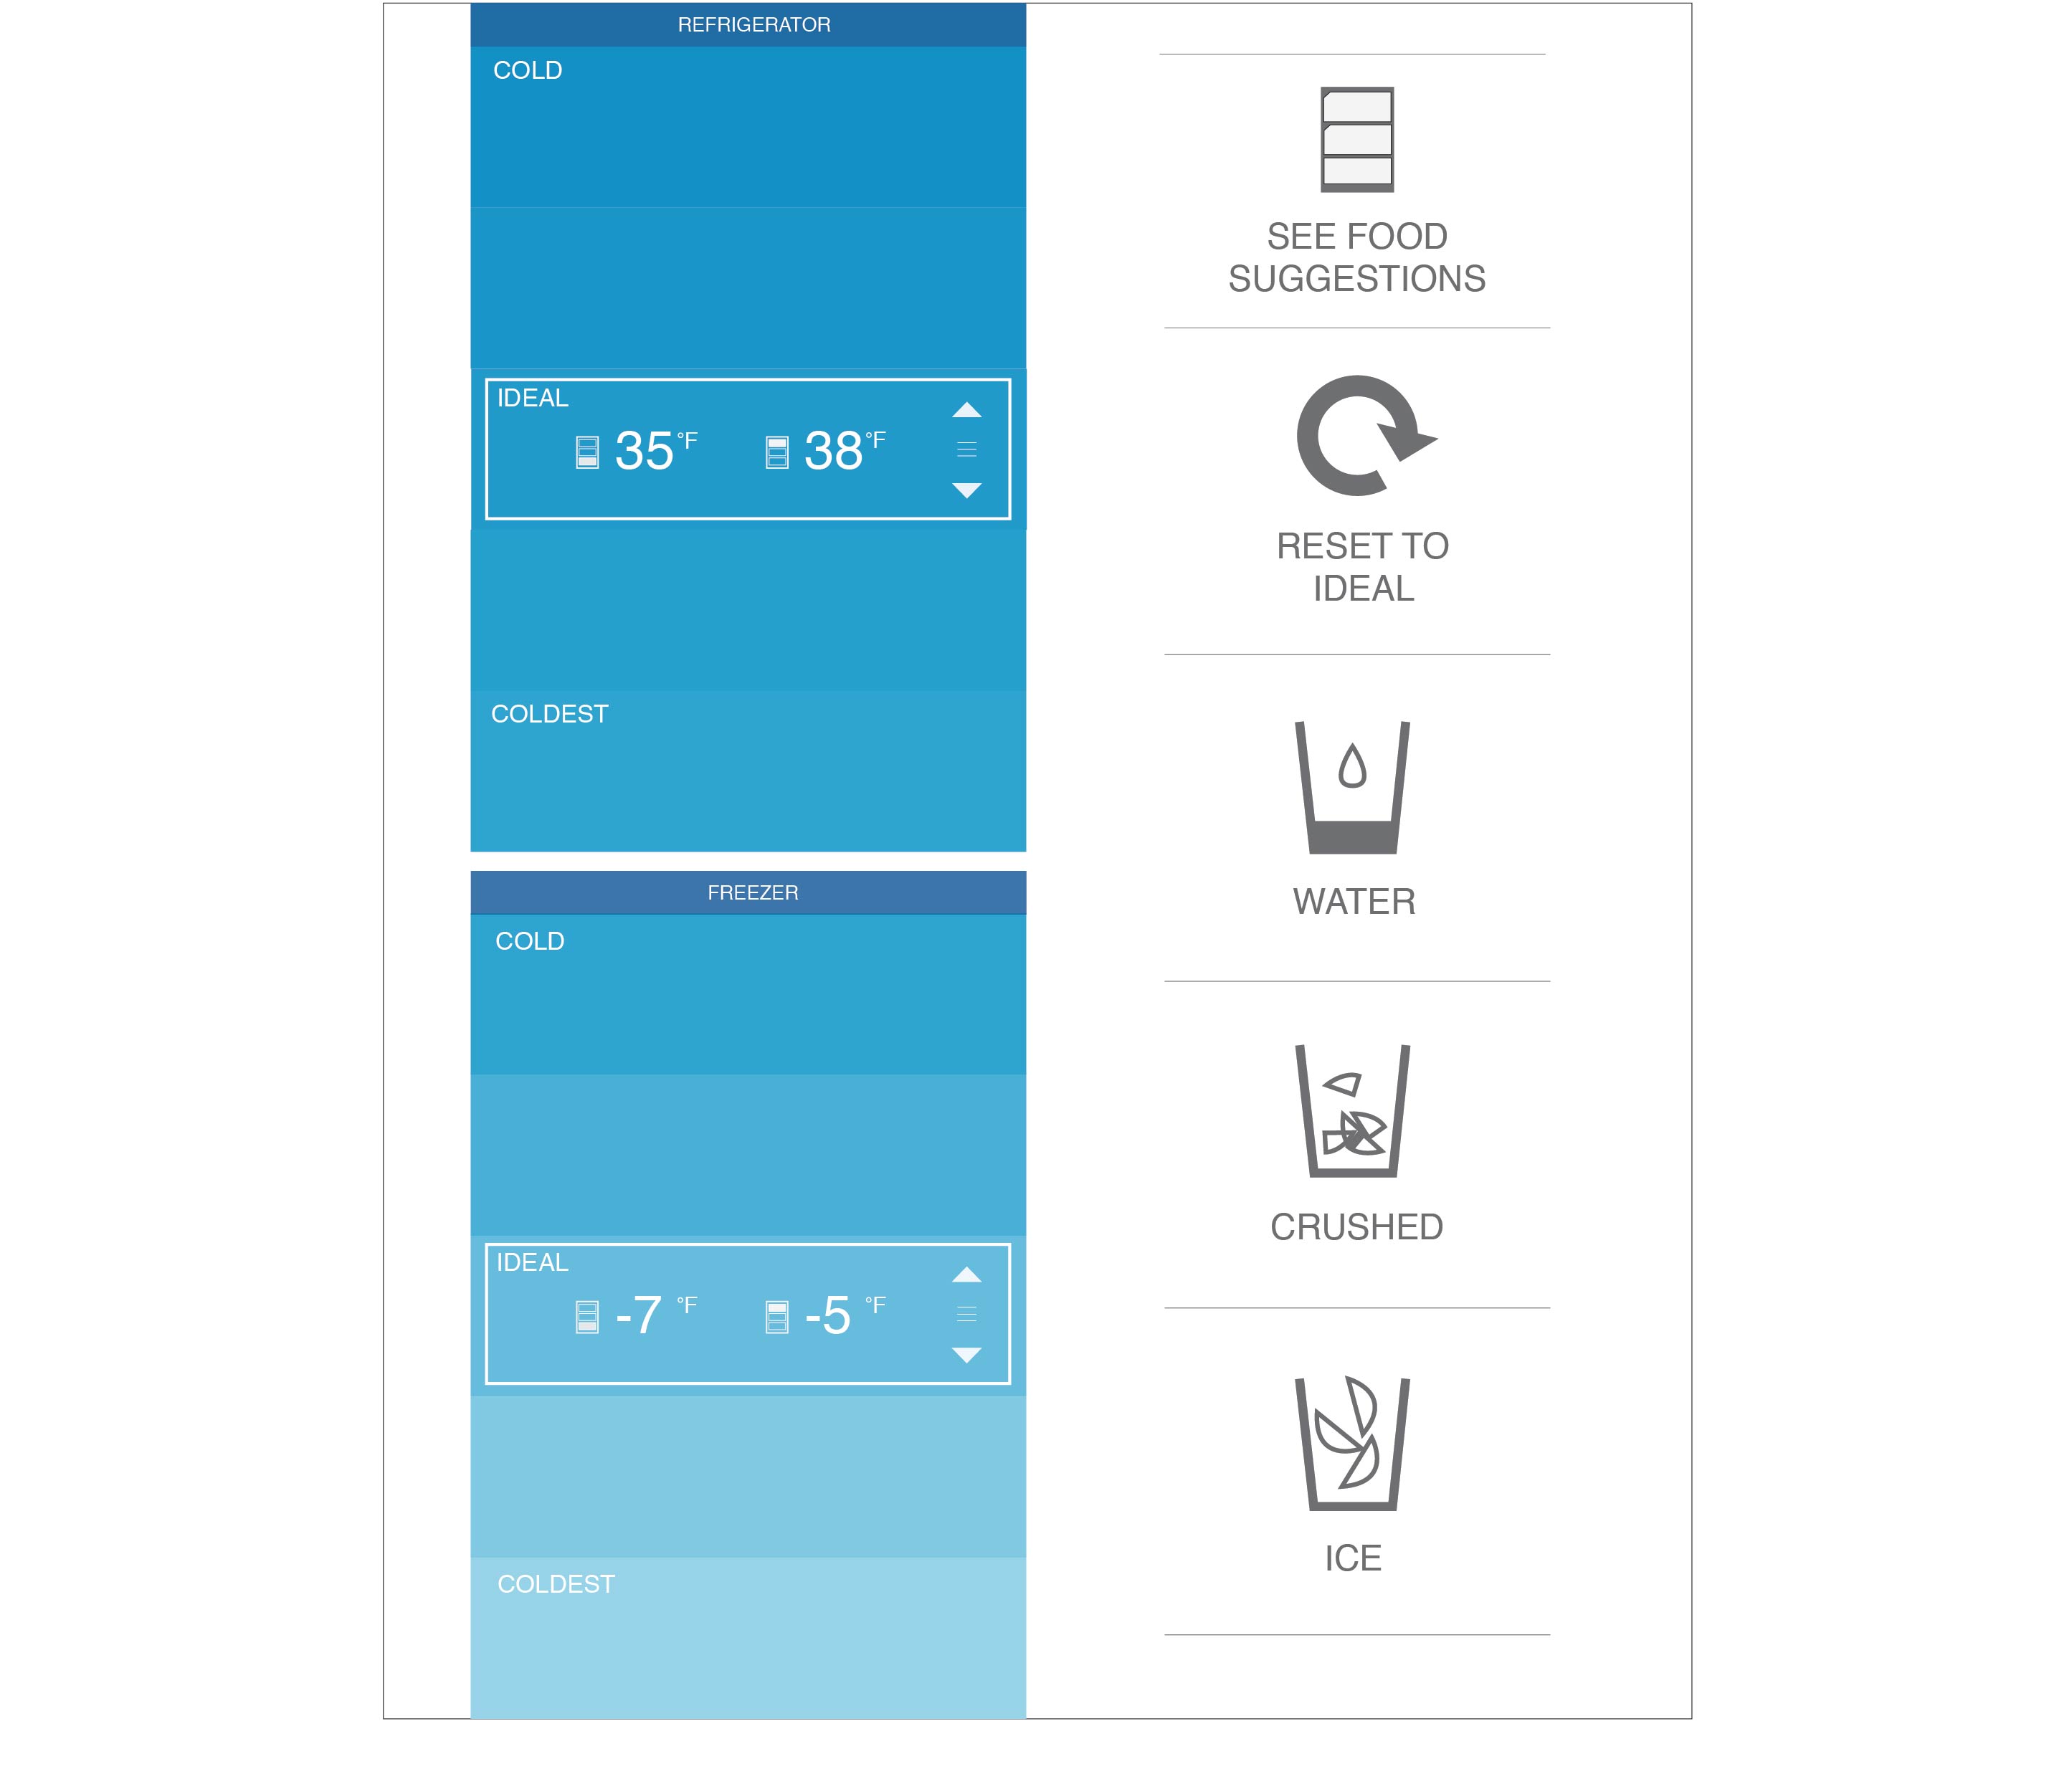 REFRIGERATOR
COLD
IDEAL
35 °F 38 °F
COLDEST
FREEZER
COLD
IDEAL
-7 °F -5 °F
COLDEST
SEE FOOD
SUGGESTIONS
RESET TO
IDEAL
WATER
CRUSHED
ICE